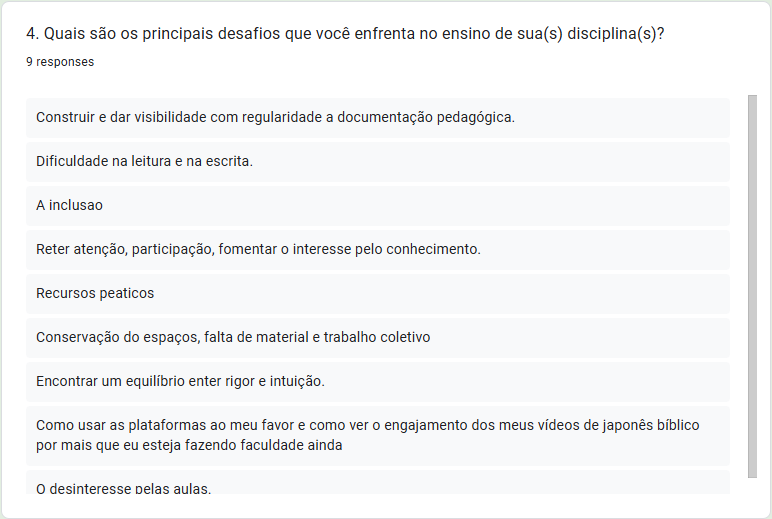 4. Quais são os principais desafios que você enfrenta no ensino de sua(s) disciplina(s)?
9 responses
Construir e dar visibilidade com regularidade a documentação pedagógica.
Dificuldade na leitura e na escrita.
A inclusao
Reter atenção, participação, fomentar o interesse pelo conhecimento.
Recursos peaticos
Conservação do espaços, falta de material e trabalho coletivo
Encontrar um equilíbrio enter rigor e intuição.
Como usar as plataformas ao meu favor e como ver o engajamento dos meus vídeos de japonês bíblico
por mais que eu esteja fazendo faculdade ainda
O desinteresse pelas aulas.